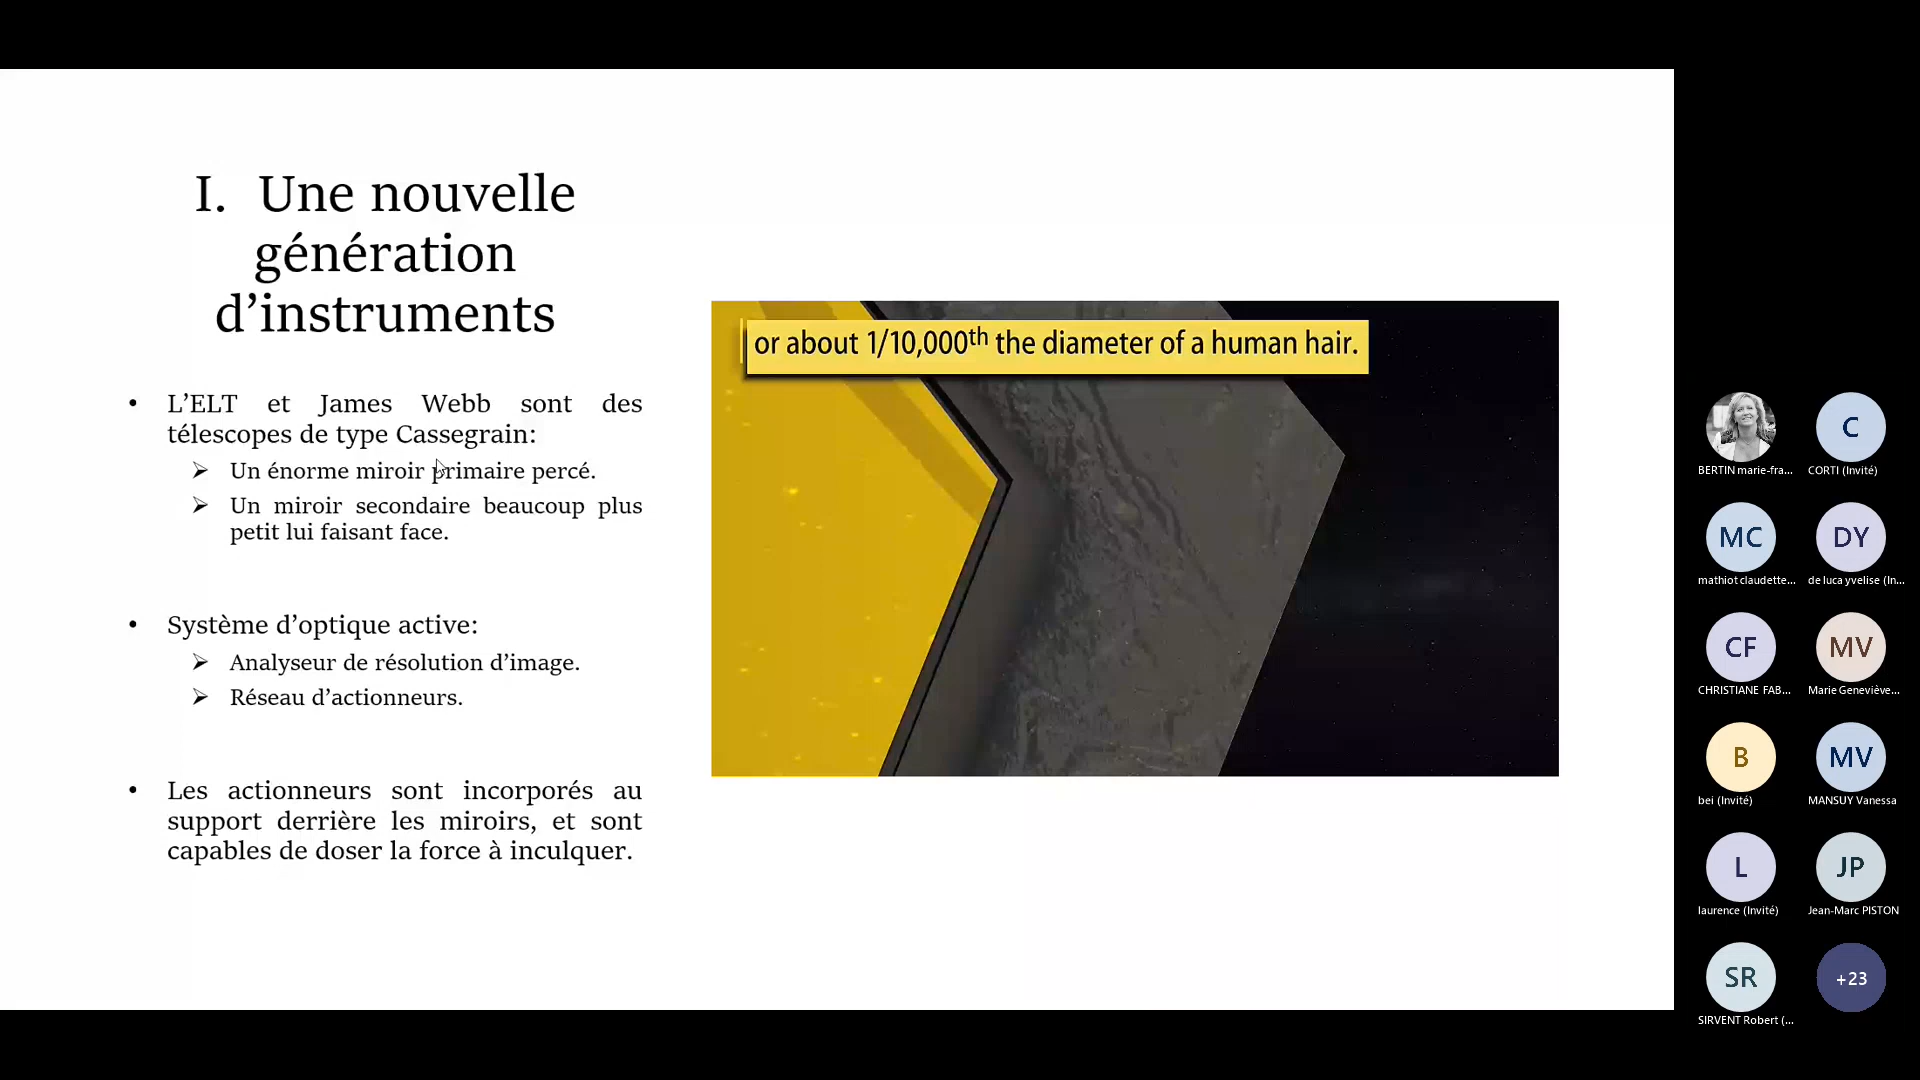 I. Une nouvelle
génération
d’instruments
• L’ELT et James Webb sont des
télescopes de type Cassegrain:
➢ Un énorme miroir primaire percé.
➢ Un miroir secondaire beaucoup plus
petit lui faisant face.
• Système d’optique active:
➢ Analyseur de résolution d’image.
➢ Réseau d’actionneurs.
• Les actionneurs sont incorporés au
support derrière les miroirs, et sont
capables de doser la force à inculquer.
or about 1/10,000th the diameter of a human hair.
BERTIN marie-fra...
C
CORTI (Invité)
MC
mathiot claudette...
DY
de luca yvelise (In...
CF
CHRISTIANE FAB...
MV
Marie Geneviève...
B
bei (Invité)
MV
MANSUY Vanessa
L
laurence (Invité)
JP
Jean-Marc PISTON
SR
SIRVENT Robert (...
+23